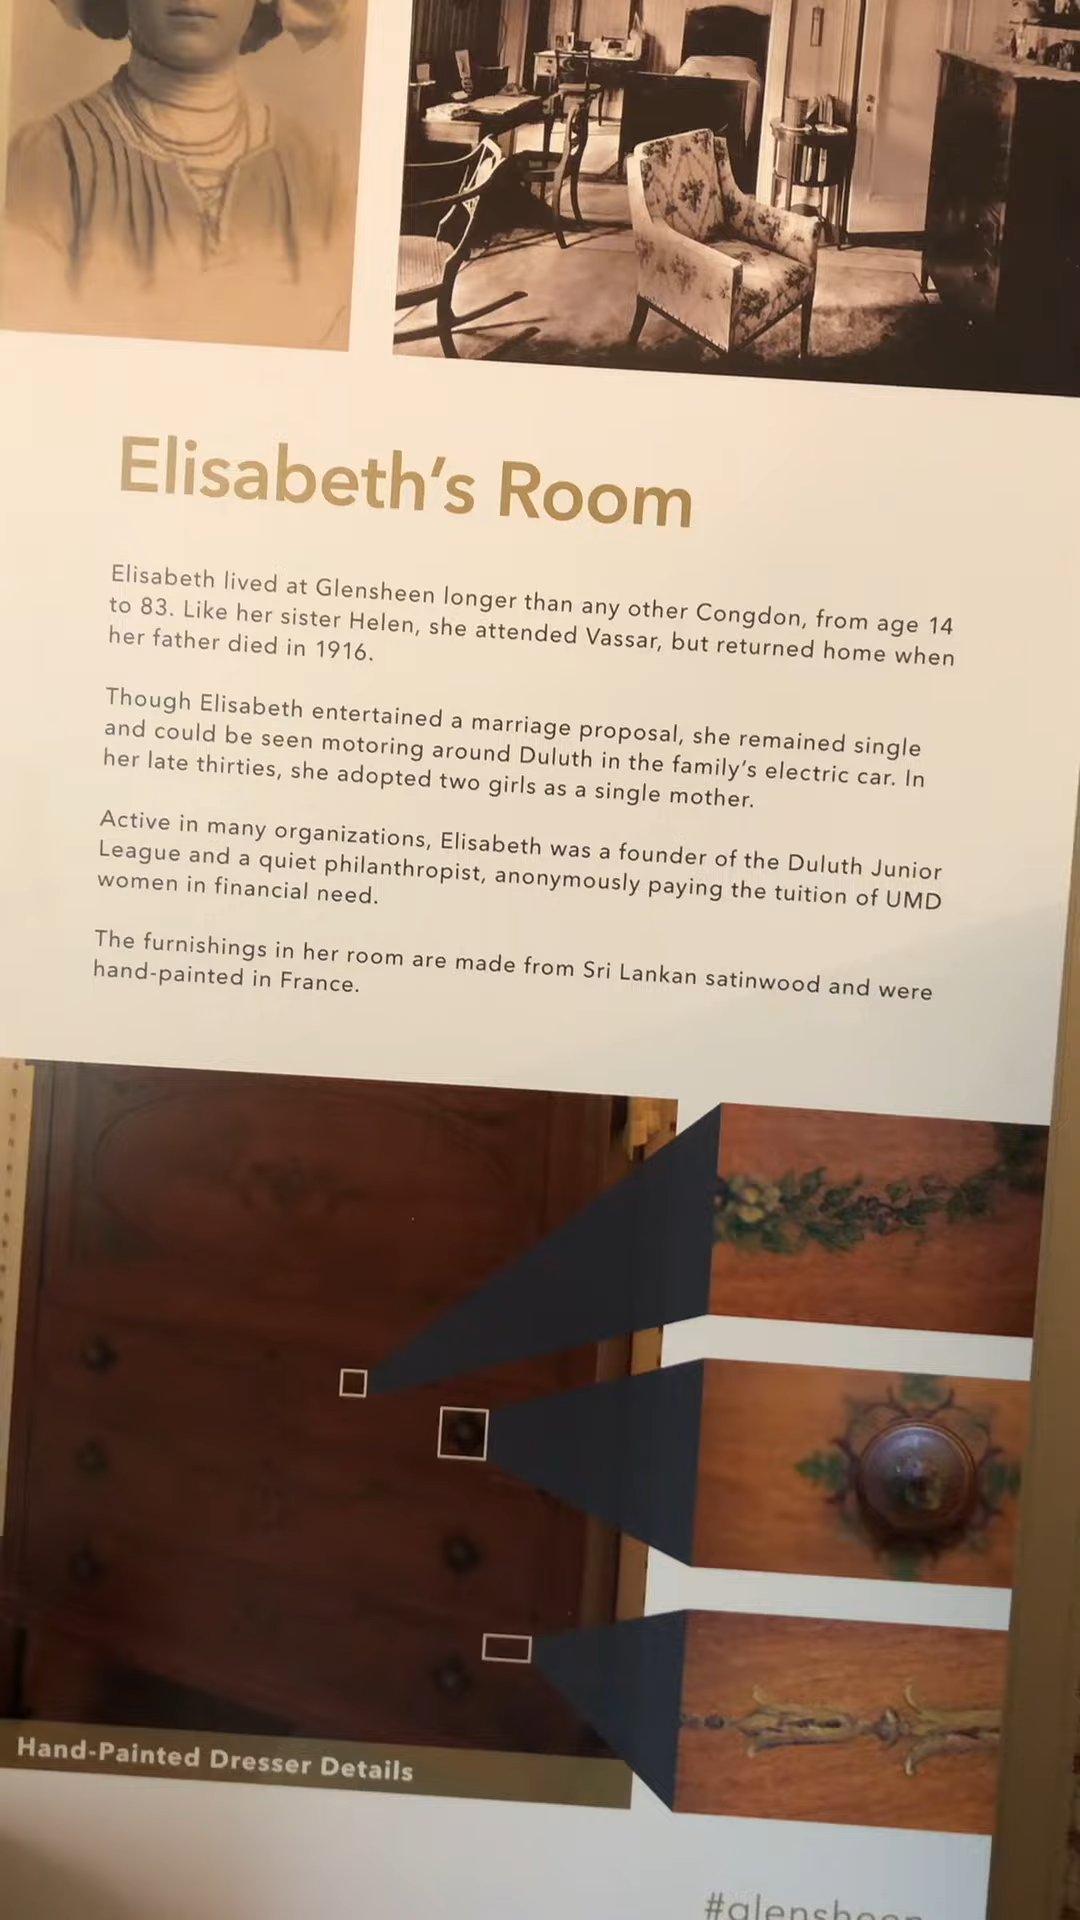 Elisabeth's Room
Elisabeth lived at Glensheen longer than any other Congdon, from age 14
to 83. Like her sister Helen, she attended Vassar, but returned home when
her father died in 1916.
Though Elisabeth entertained a marriage proposal, she remained single
and could be seen motoring around Duluth in the family's electric car. In
her late thirties, she adopted two girls as a single mother.
Active in many organizations, Elisabeth was a founder of the Duluth Junior
League and a quiet philanthropist, anonymously paying the tuition of UMD
women in financial need.
The furnishings in her room are made from Sri Lankan satinwood and were
hand-painted in France.
Hand-Painted Dresser Details
#glensheen